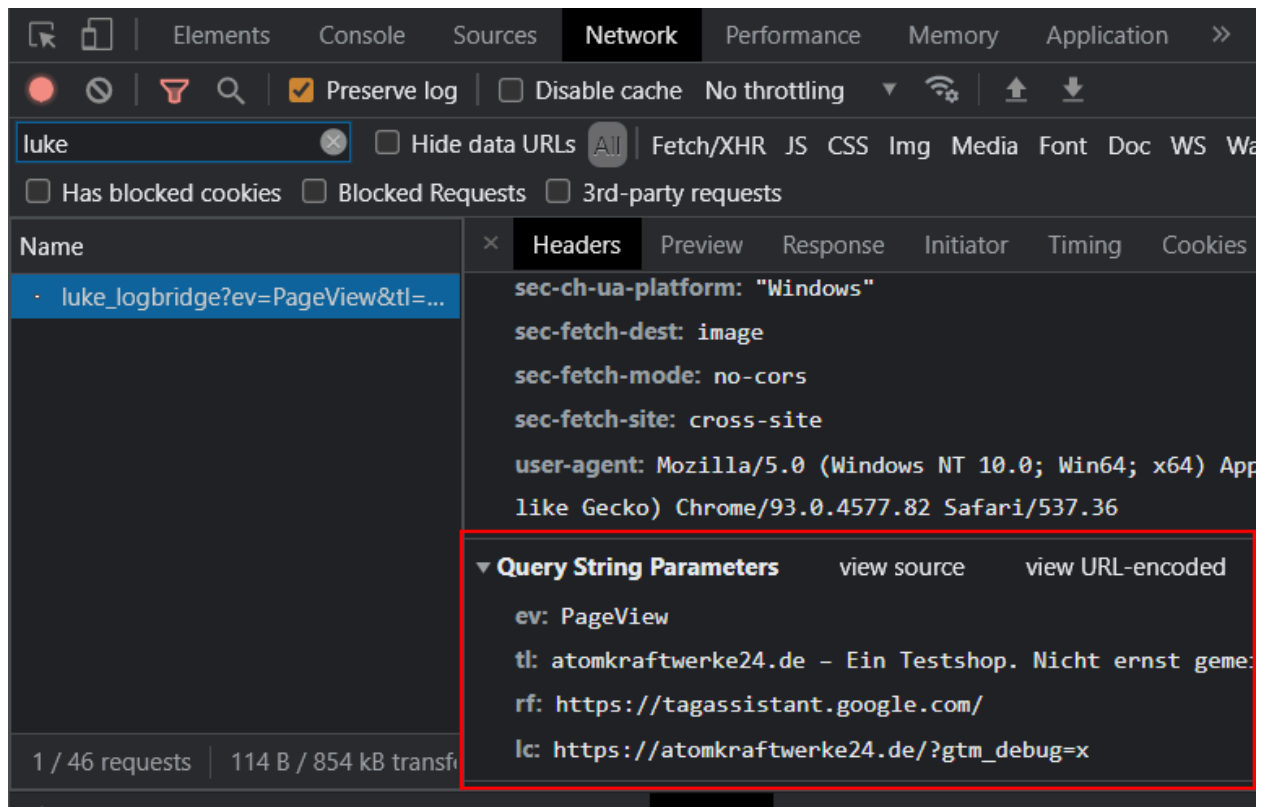 Elements Console Sources Network Performance Memory Application »
Preserve log Disable cache No throttling
luke Hide data URLs All Fetch/XHR JS CSS Img Media Font Doc WS Wa
Has blocked cookies Blocked Requests 3rd-party requests
Name
luke_logbridge?ev=PageView&tl=...
1 / 46 requests 114 B / 854 kB transfe
× Headers Preview Response Initiator Timing Cookies
sec-ch-ua-platform: "Windows"
sec-fetch-dest: image
sec-fetch-mode: no-cors
sec-fetch-site: cross-site
user-agent: Mozilla/5.0 (Windows NT 10.0; Win64; x64) App
like Gecko) Chrome/93.0.4577.82 Safari/537.36
Query String Parameters view source view URL-encoded
ev: PageView
tl: atomkraftwerke24.de – Ein Testshop. Nicht ernst gemei
rf: https://tagassistant.google.com/
lc: https://atomkraftwerke24.de/?gtm_debug=x